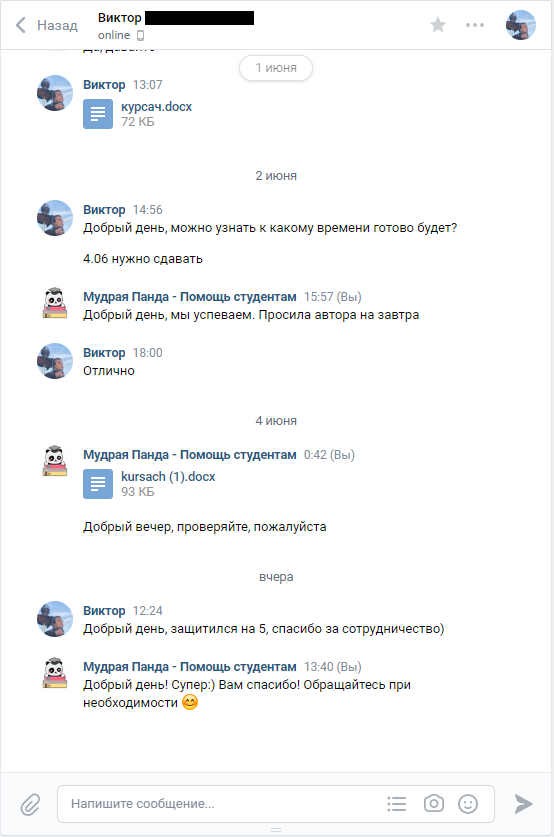 Назад
Виктор
online
Да, давайте
1 июня
Виктор 13:07
курсач.docx
72 КБ
2 июня
Виктор 14:56
Добрый день, можно узнать к какому времени готово будет?
4.06 нужно сдавать
Мудрая Панда - Помощь студентам 15:57 (Вы)
Добрый день, мы успеваем. Просила автора на завтра
Виктор 18:00
Отлично
4 июня
Мудрая Панда - Помощь студентам 0:42 (Вы)
kursach (1).docx
93 КБ
Добрый вечер, проверяйте, пожалуйста
вчера
Виктор 12:24
Добрый день, защитился на 5, спасибо за сотрудничество)
Мудрая Панда - Помощь студентам 13:40 (Вы)
Добрый день! Супер:) Вам спасибо! Обращайтесь при
необходимости 😊
Напишите сообщение...